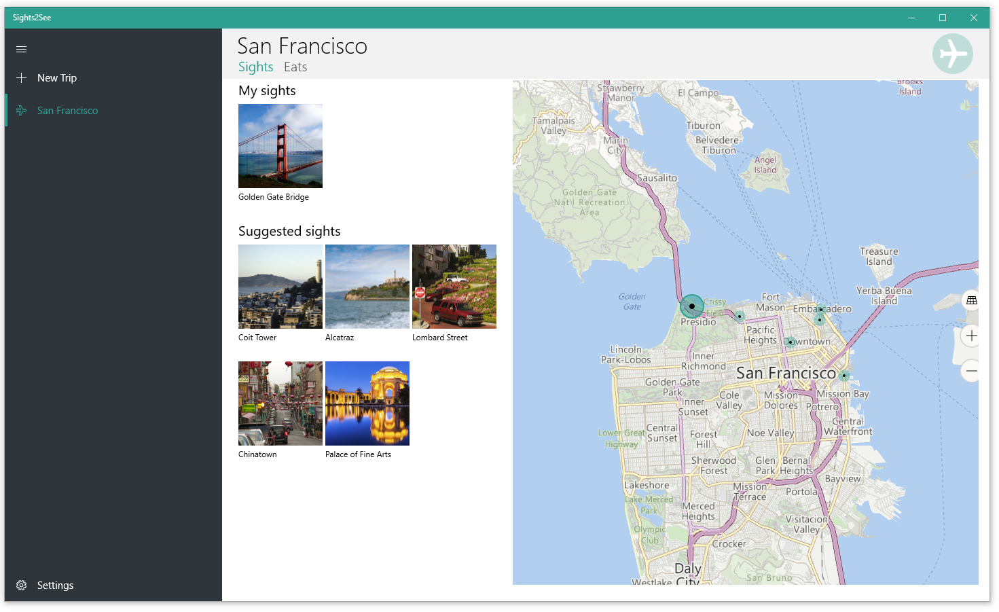 Sights2See
New Trip
San Francisco
Settings
San Francisco
Sights Eats
My sights
Golden Gate Bridge
Suggested sights
Coit Tower
Alcatraz
Lombard Street
Chinatown
Palace of Fine Arts
Brooks
Island
Strawberry
Manor
El Campo
Tamalpais
Valley
Tiburon
Marin
City
Belvedere-
Tiburon
Angel
Island
Sausalito
Golden Gate
Nat'l Recreation
Area
Treasure
Island
Yerba Buena
Island
Golden
Gate
Crissy
Field
Fort
Mason
Embarcadero
Presidio
Pacific
Heights
Downtown
Lincoln
Park-Lobos
Inner
Richmond
San Francisco
Golden Gate
Park
Cole
Valley
Mission
Dolores
Mission Bay
Potrero
Inner
Sunset
Central
Sunset
Forest
Hill
Noe Valley
Central
Waterfront
Lower Great
Highway
Sherwood
Forest
Glen
Park
Bernal
Heights
Bayview
Lakeshore
Mission
Terrace
Portola
Lake Merced
Park
Merced
Heights
Visitacion
Valley
Olympic
Club
Crocker
Daly
City
San Bruno
Westlake